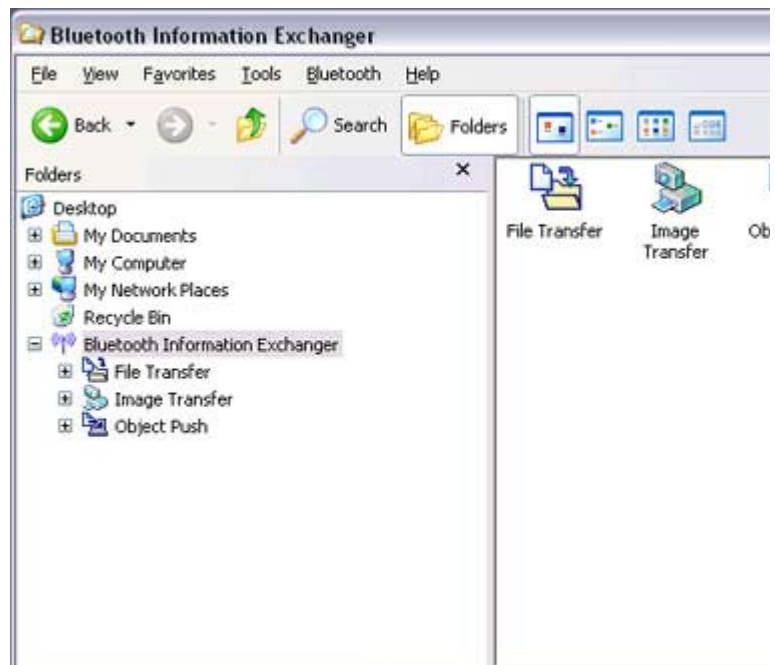 Bluetooth Information Exchanger
File View Favorites Tools Bluetooth Help
Back Search Folders
Folders
Desktop
My Documents
My Computer
My Network Places
Recycle Bin
Bluetooth Information Exchanger
File Transfer
Image Transfer
Object Push
File Transfer
Image
Transfer